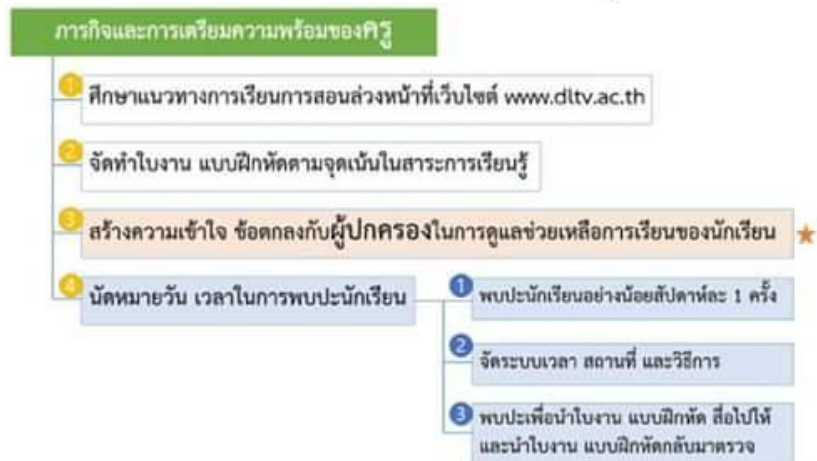 ภารกิจและการเตรียมความพร้อมของครู
1 ศึกษาแนวทางการเรียนการสอนล่วงหน้าที่เว็บไซต์ www.dltv.ac.th
2 จัดทำใบงาน แบบฝึกหัดตามจุดเน้นในสาระการเรียนรู้
3 สร้างความเข้าใจ ข้อตกลงกับผู้ปกครองในการดูแลช่วยเหลือการเรียนของนักเรียน
4 นัดหมายวัน เวลาในการพบปะนักเรียน
1 พบปะนักเรียนอย่างน้อยสัปดาห์ละ 1 ครั้ง
2 จัดระบบเวลา สถานที่ และวิธีการ
3 พบปะเพื่อนำใบงาน แบบฝึกหัด สื่อไปให้
และนำใบงาน แบบฝึกหัดกลับมาตรวจ